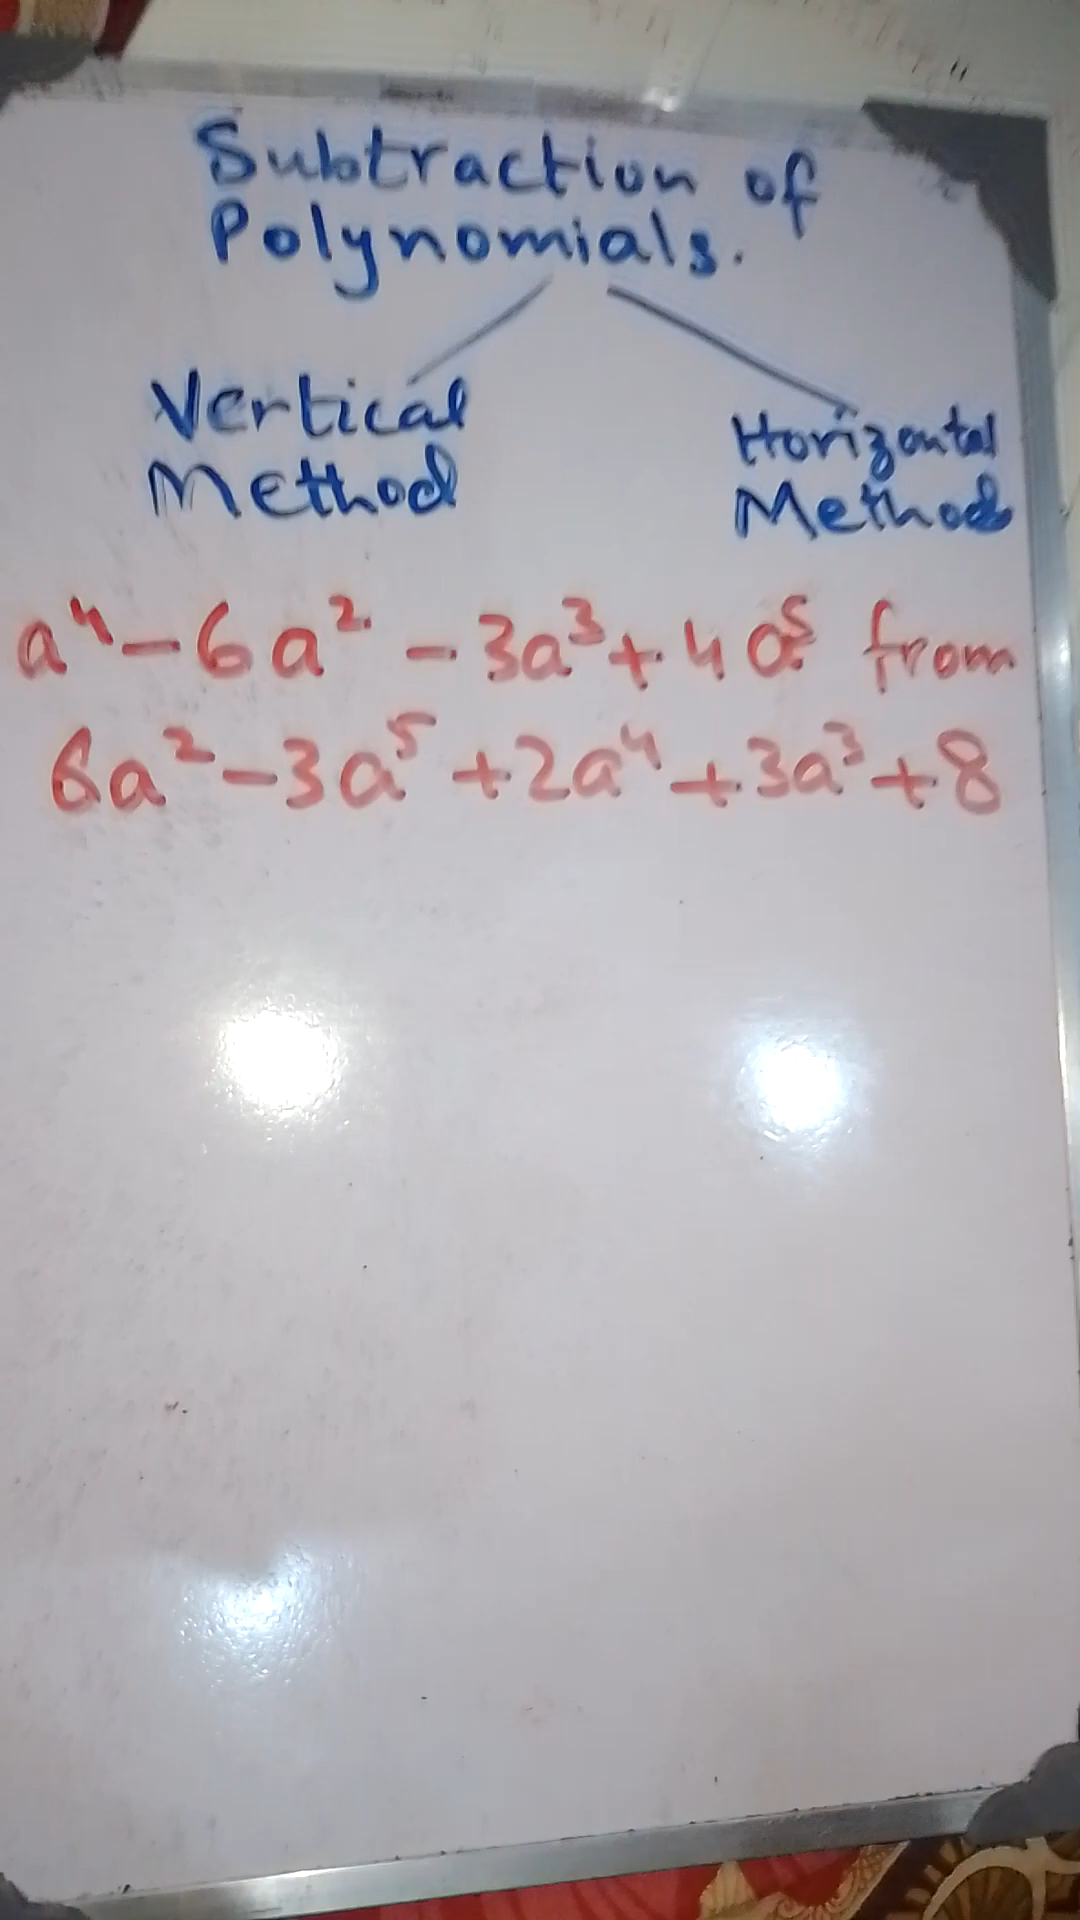 Subtraction of
Polynomials.
Vertical
Method
Horizontal
Method
a⁴ - 6a² - 3a³ + 4a⁵ from
6a² - 3a⁵ + 2a⁴ + 3a³ + 8